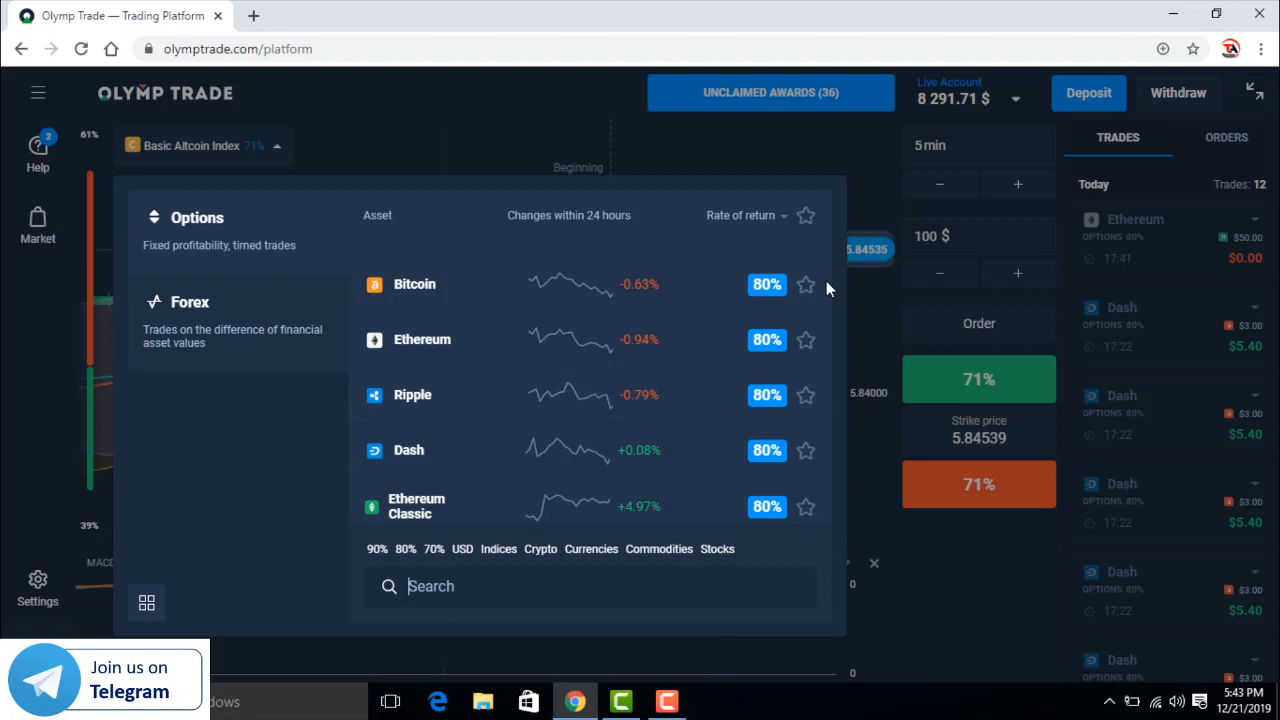 Olymp Trade — Trading Platform
olymptrade.com/platform
OLYMP TRADE
UNCLAIMED AWARDS (36)
Live Account
8 291.71 $
Deposit
Withdraw
2
Help
Market
Settings
61%
39%
Basic Altcoin Index 71%
Beginning
Options
Fixed profitability, timed trades
Forex
Trades on the difference of financial
asset values
Asset
Changes within 24 hours
Rate of return
Bitcoin
-0.63%
80%
Ethereum
-0.94%
80%
Ripple
-0.79%
80%
Dash
+0.08%
80%
Ethereum
Classic
+4.97%
80%
90% 80% 70% USD Indices Crypto Currencies Commodities Stocks
Search
MACD
5.84535
5.84000
0
0
5 min
− +
100 $
− +
Order
71%
Strike price
5.84539
71%
TRADES
ORDERS
Today
Trades: 12
Ethereum
OPTIONS 80%
$50.00
17:41
$0.00
Dash
OPTIONS 80%
$3.00
17:22
$5.40
Dash
OPTIONS 80%
$3.00
17:22
$5.40
Dash
OPTIONS 80%
$3.00
17:22
$5.40
Dash
OPTIONS 80%
$3.00
17:22
$5.40
Dash
Join us on
Telegram
5:43 PM
12/21/2019